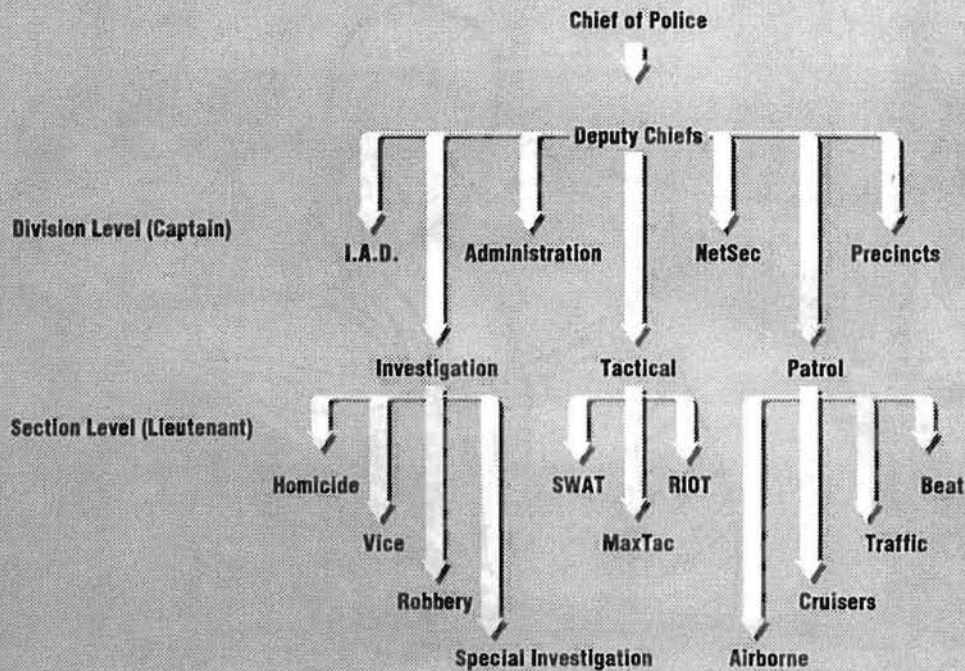 Chief of Police
Deputy Chiefs
Division Level (Captain)
I.A.D.
Administration
NetSec
Precincts
Investigation
Tactical
Patrol
Section Level (Lieutenant)
Homicide
SWAT
RIOT
Beat
Vice
MaxTac
Traffic
Robbery
Cruisers
Special Investigation
Airborne